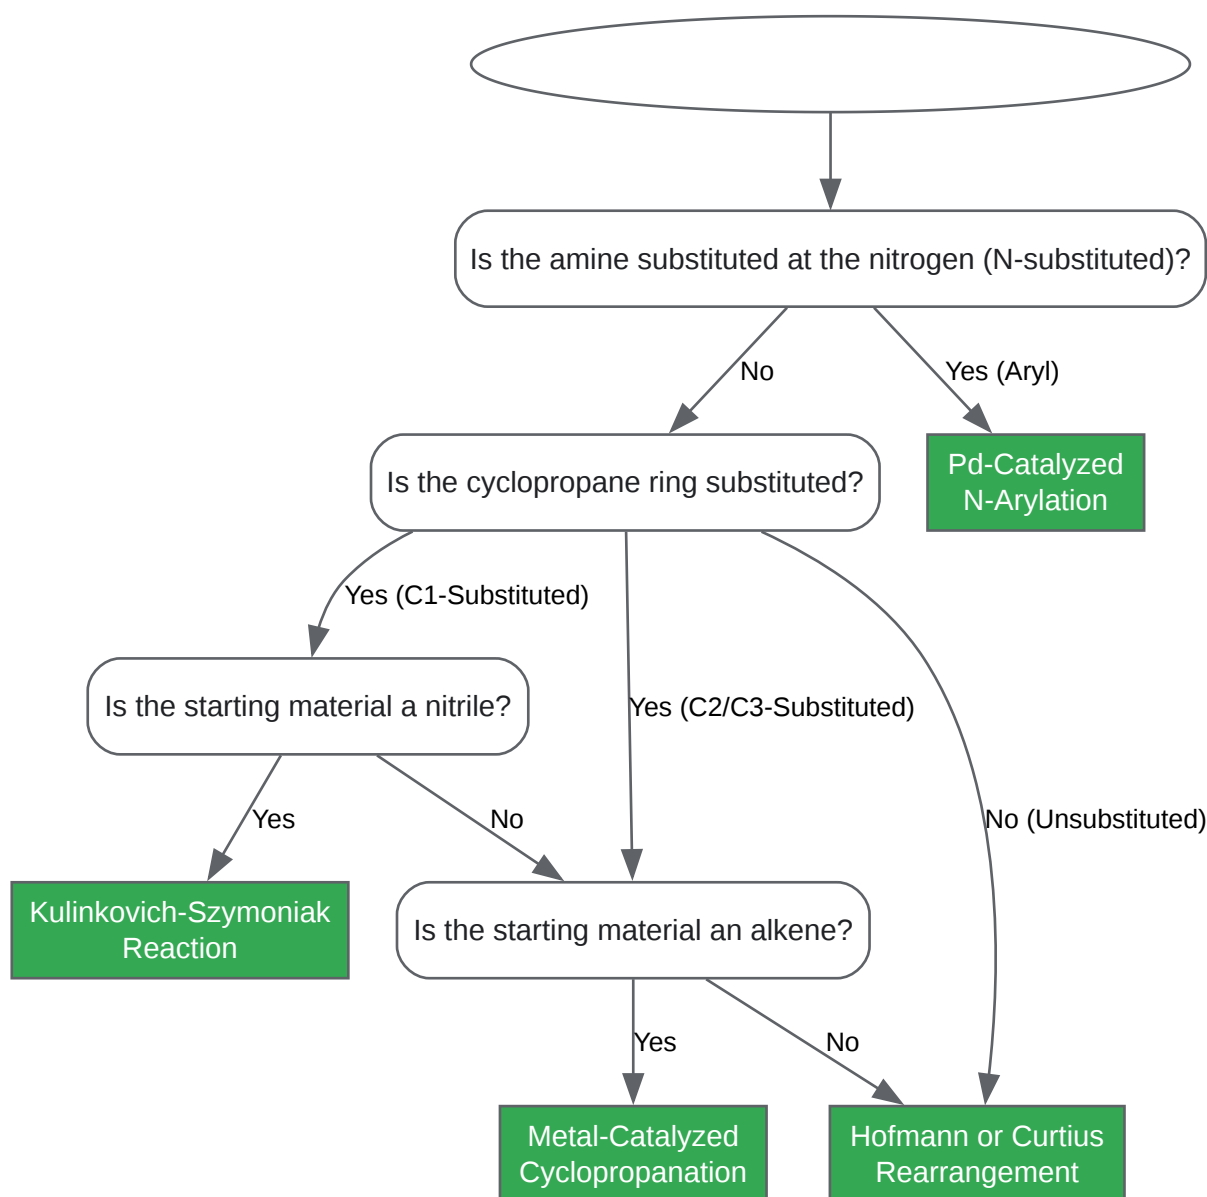 Is the amine substituted at the nitrogen (N-substituted)?
No
Yes (Aryl)
Is the cyclopropane ring substituted?
Pd-Catalyzed
N-Arylation
Yes (C1-Substituted)
Is the starting material a nitrile?
Yes (C2/C3-Substituted)
Yes
No
No (Unsubstituted)
Kulinkovich-Szymoniak
Reaction
Is the starting material an alkene?
Yes
No
Metal-Catalyzed
Cyclopropanation
Hofmann or Curtius
Rearrangement